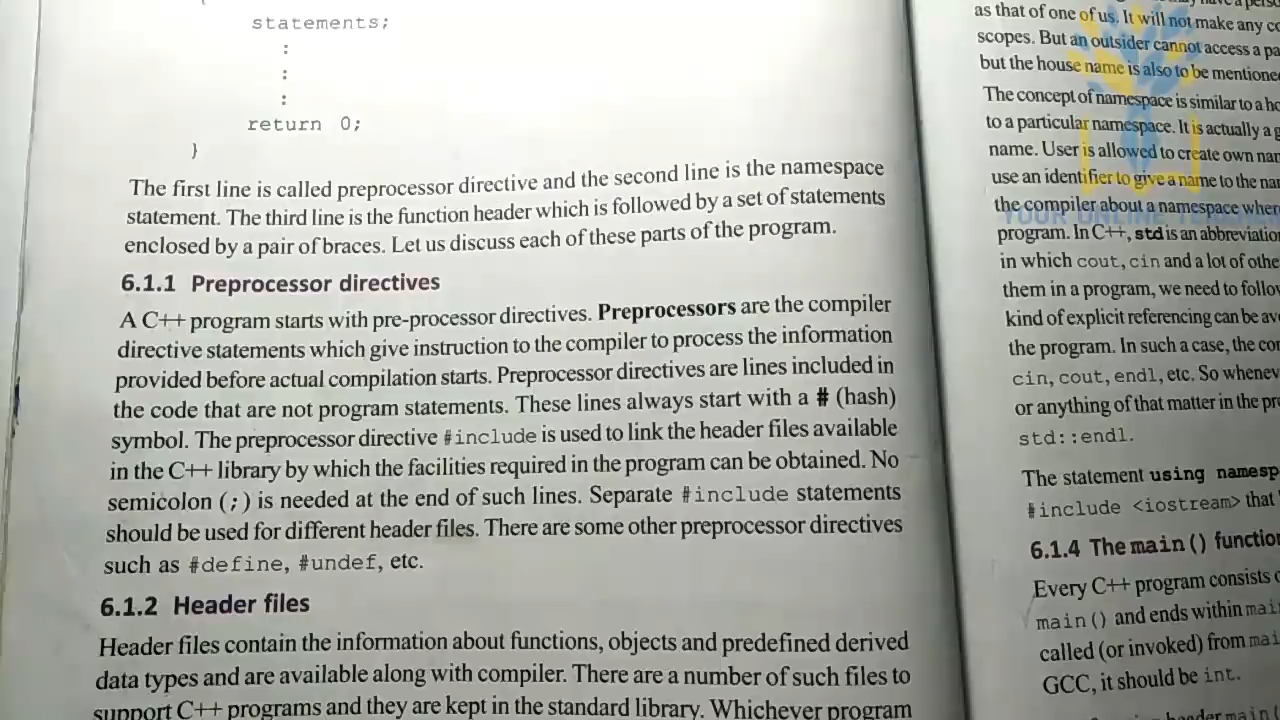 {
statements;
:
:
:
return 0;
}
The first line is called preprocessor directive and the second line is the namespace
statement. The third line is the function header which is followed by a set of statements
enclosed by a pair of braces. Let us discuss each of these parts of the program.
6.1.1 Preprocessor directives
A C++ program starts with pre-processor directives. Preprocessors are the compiler
directive statements which give instruction to the compiler to process the information
provided before actual compilation starts. Preprocessor directives are lines included in
the code that are not program statements. These lines always start with a # (hash)
symbol. The preprocessor directive #include is used to link the header files available
in the C++ library by which the facilities required in the program can be obtained. No
semicolon (;) is needed at the end of such lines. Separate #include statements
should be used for different header files. There are some other preprocessor directives
such as #define, #undef, etc.
6.1.2 Header files
Header files contain the information about functions, objects and predefined derived
data types and are available along with compiler. There are a number of such files to
support C++ programs and they are kept in the standard library. Whichever program
as that of one of us. It will not make any
scopes. But an outsider cannot access a
but the house name is also to be
The concept of namespace is similar to a
to a particular namespace. It is actually a
name. User is allowed to create own
use an identifier to give a name to the
the compiler about a namespace
YOUR ONLINE
program. In C++, std is an
in which cout, cin and a lot of
them in a program, we need to
kind of explicit referencing can be
the program. In such a case, the
cin, cout, endl, etc. So
or anything of that matter in the
std::endl.
The statement using
#include <iostream> that
6.1.4 The main()
Every C++ program consists
main() and ends within
called (or invoked) from
GCC, it should be int.
header main(